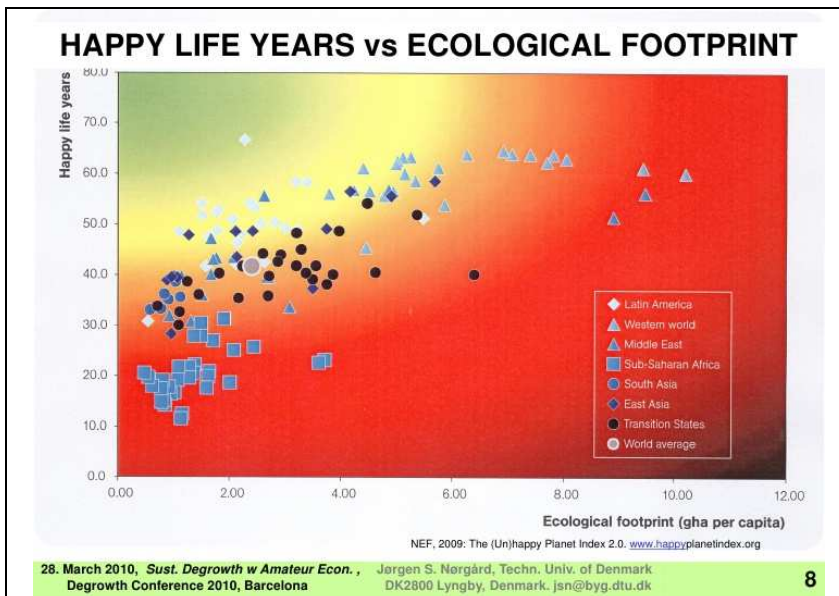 HAPPY LIFE YEARS vs ECOLOGICAL FOOTPRINT
Happy life years
80.0
70.0
60.0
50.0
40.0
30.0
20.0
10.0
0.0
0.00
2.00
4.00
6.00
8.00
10.00
12.00
Latin America
Western world
Middle East
Sub-Saharan Africa
South Asia
East Asia
Transition States
World average
Ecological footprint (gha per capita)
NEF, 2009: The (Un)happy Planet Index 2.0. www.happyplanetindex.org
28. March 2010, Sust. Degrowth w Amateur Econ. , Jørgen S. Nørgård, Techn. Univ. of Denmark
Degrowth Conference 2010, Barcelona DK2800 Lyngby, Denmark. jsn@byg.dtu.dk
8